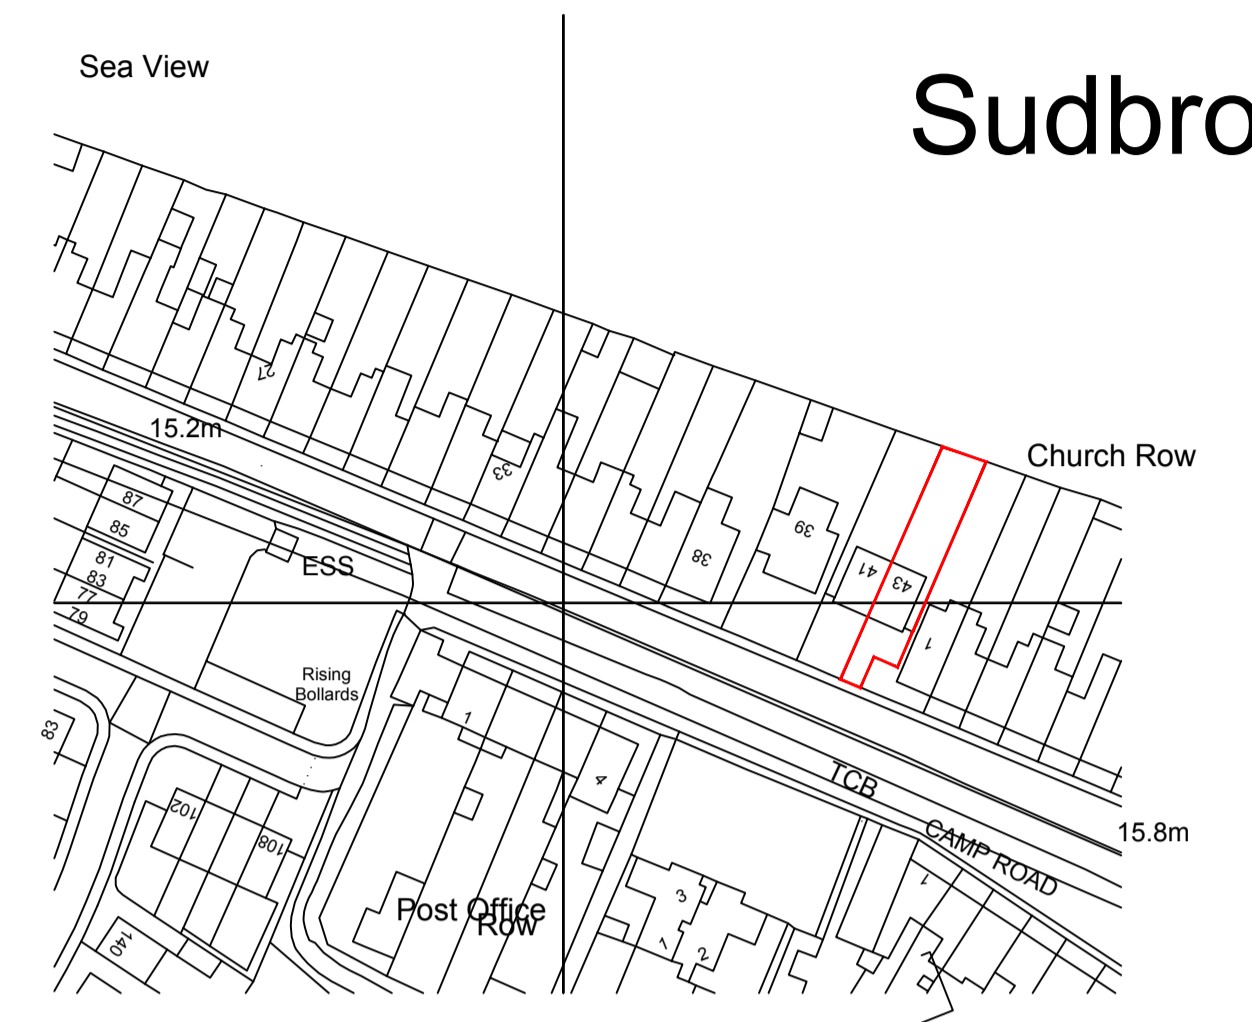 Sea View
Sudbro
27
15.2m
33
Church Row
39
38
41
43
87
85
81
83
77
79
ESS
1
Rising
Bollards
83
1
4
TCB
102
108
15.8m
CAMP ROAD
1
3
Post Office
Row
140
1
2
7